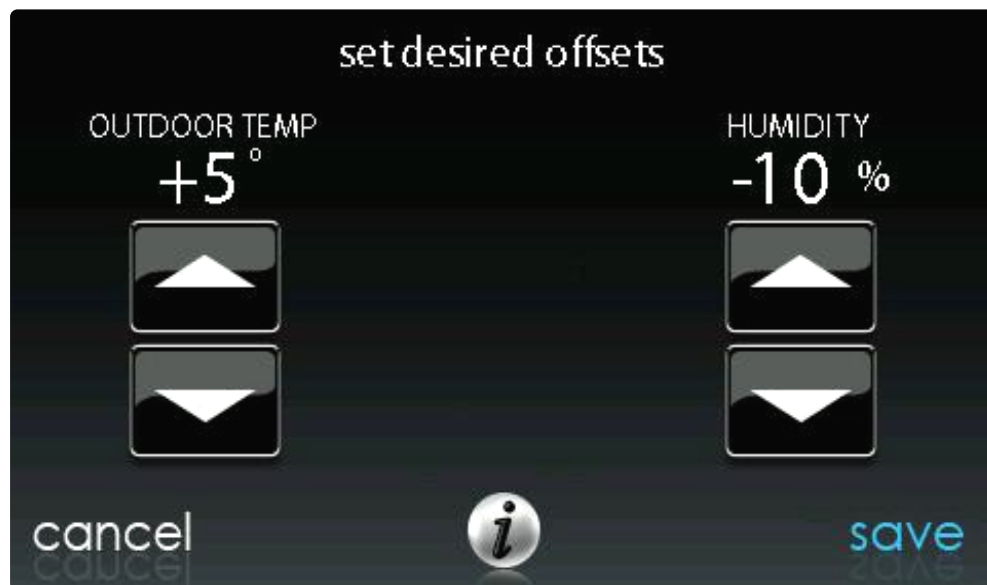 set desired offsets
OUTDOOR TEMP
+5°
HUMIDITY
-10 %
cancel
i
save